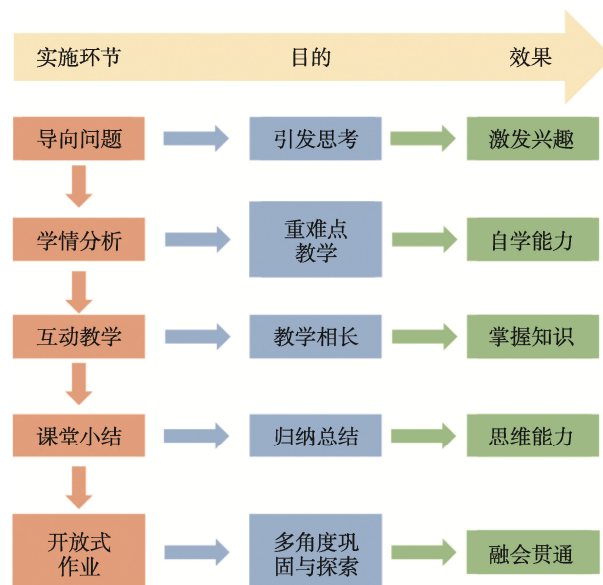 实施环节 目的 效果
导向问题 引发思考 激发兴趣
学情分析 重难点 自学能力
教学
互动教学 教学相长 掌握知识
课堂小结 归纳总结 思维能力
开放式 多角度巩 融会贯通
作业 固与探索